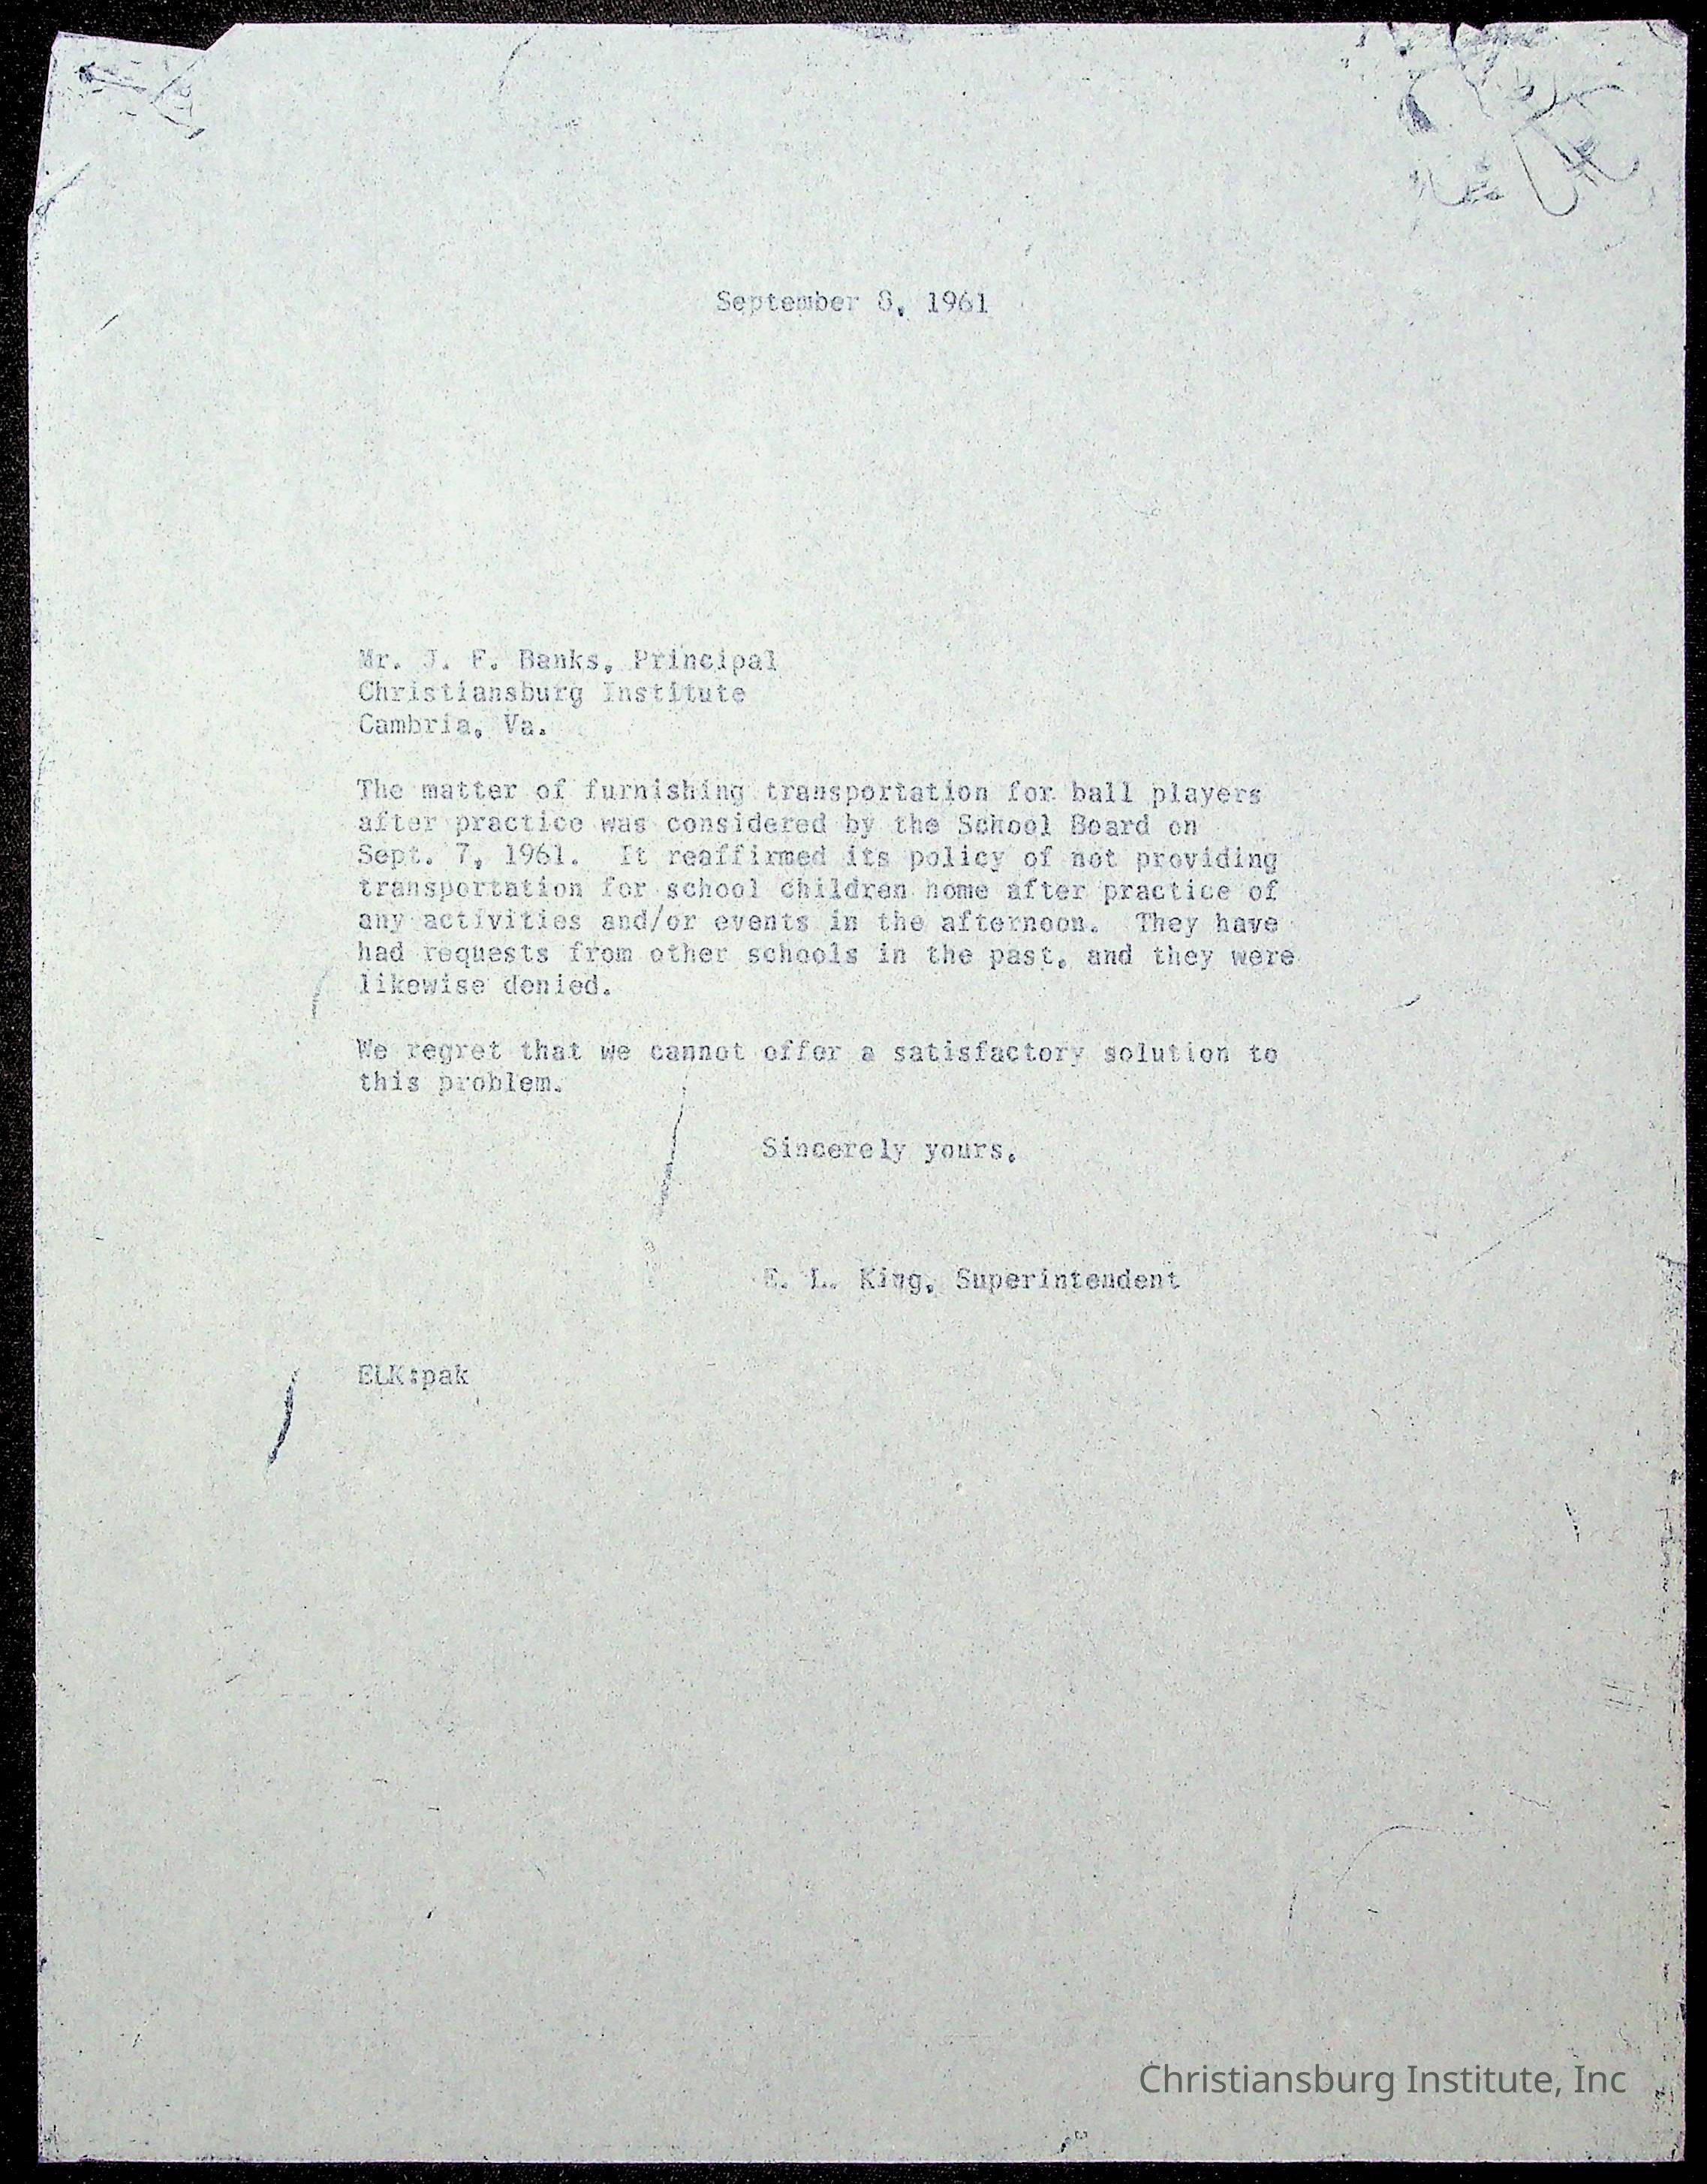 September 8, 1961
Mr. J. F. Banks, Principal
Christiansburg Institute
Cambria, Va.
The matter of furnishing transportation for ball players
after practice was considered by the School Board on
Sept. 7, 1961. It reaffirmed its policy of not providing
transportation for school children home after practice of
any activities and/or events in the afternoon. They have
had requests from other schools in the past, and they were
likewise denied.
We regret that we cannot offer a satisfactory solution to
this problem.
Sincerely yours,
E. L. King, Superintendent
ELK:pak
Christiansburg Institute, Inc